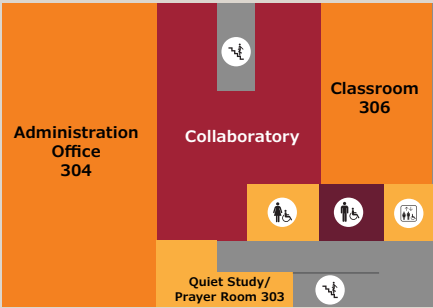 Administration
Office
304
Collaboratory
Classroom
306
Quiet Study/
Prayer Room 303